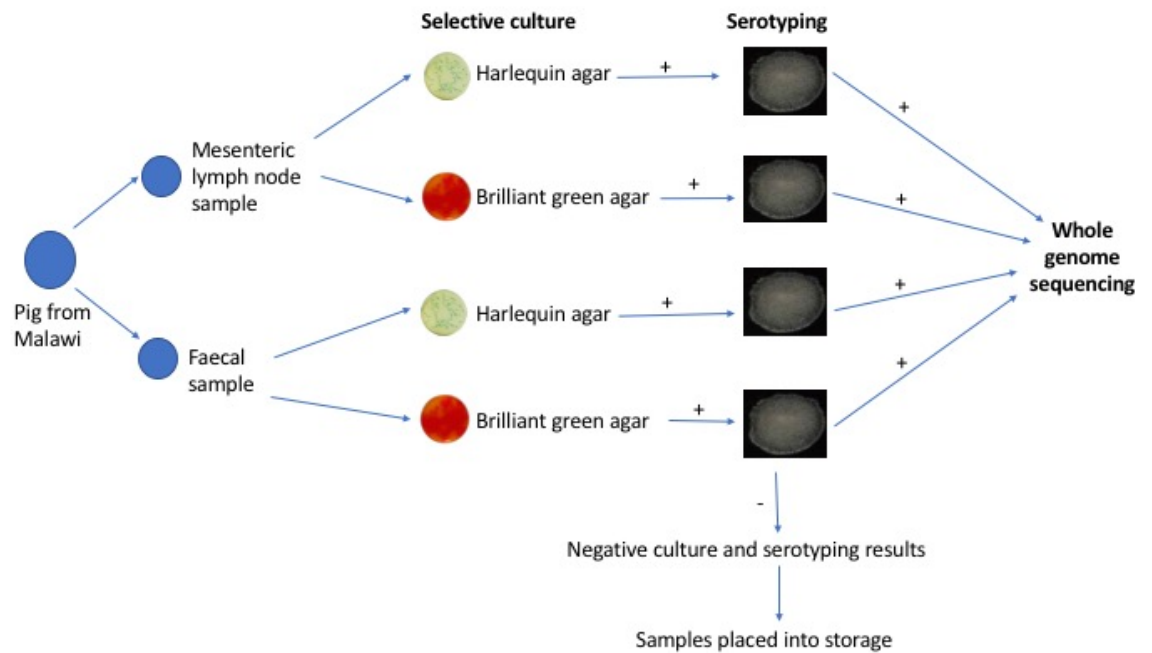 Selective culture
Serotyping
Harlequin agar
+
+
Mesenteric
lymph node
sample
Brilliant green agar
+
+
Whole
genome
sequencing
Pig from
Malawi
Harlequin agar
+
+
Faecal
sample
Brilliant green agar
+
+
-
Negative culture and serotyping results
Samples placed into storage